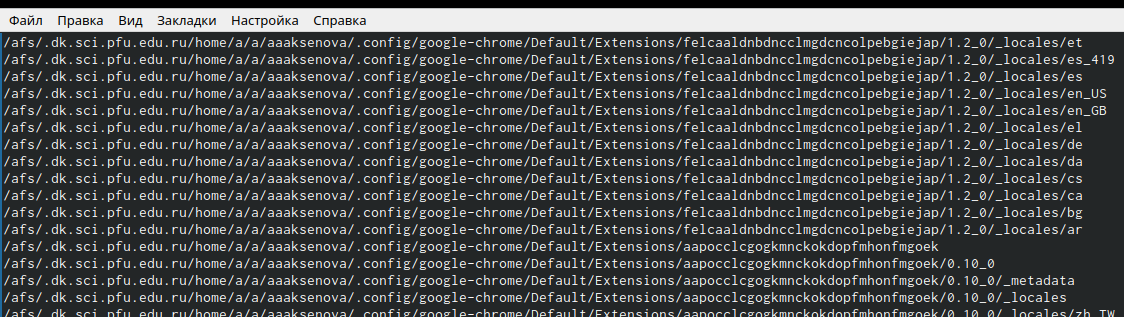 Файл Правка Вид Закладки Настройка Справка
/afs/.dk.sci.pfu.edu.ru/home/a/a/aaaksenova/.config/google-chrome/Default/Extensions/felcaaldnbdncclmgdcncolpebgiejap/1.2_0/_locales/et
/afs/.dk.sci.pfu.edu.ru/home/a/a/aaaksenova/.config/google-chrome/Default/Extensions/felcaaldnbdncclmgdcncolpebgiejap/1.2_0/_locales/es_419
/afs/.dk.sci.pfu.edu.ru/home/a/a/aaaksenova/.config/google-chrome/Default/Extensions/felcaaldnbdncclmgdcncolpebgiejap/1.2_0/_locales/es
/afs/.dk.sci.pfu.edu.ru/home/a/a/aaaksenova/.config/google-chrome/Default/Extensions/felcaaldnbdncclmgdcncolpebgiejap/1.2_0/_locales/en_US
/afs/.dk.sci.pfu.edu.ru/home/a/a/aaaksenova/.config/google-chrome/Default/Extensions/felcaaldnbdncclmgdcncolpebgiejap/1.2_0/_locales/en_GB
/afs/.dk.sci.pfu.edu.ru/home/a/a/aaaksenova/.config/google-chrome/Default/Extensions/felcaaldnbdncclmgdcncolpebgiejap/1.2_0/_locales/el
/afs/.dk.sci.pfu.edu.ru/home/a/a/aaaksenova/.config/google-chrome/Default/Extensions/felcaaldnbdncclmgdcncolpebgiejap/1.2_0/_locales/de
/afs/.dk.sci.pfu.edu.ru/home/a/a/aaaksenova/.config/google-chrome/Default/Extensions/felcaaldnbdncclmgdcncolpebgiejap/1.2_0/_locales/da
/afs/.dk.sci.pfu.edu.ru/home/a/a/aaaksenova/.config/google-chrome/Default/Extensions/felcaaldnbdncclmgdcncolpebgiejap/1.2_0/_locales/cs
/afs/.dk.sci.pfu.edu.ru/home/a/a/aaaksenova/.config/google-chrome/Default/Extensions/felcaaldnbdncclmgdcncolpebgiejap/1.2_0/_locales/ca
/afs/.dk.sci.pfu.edu.ru/home/a/a/aaaksenova/.config/google-chrome/Default/Extensions/felcaaldnbdncclmgdcncolpebgiejap/1.2_0/_locales/bg
/afs/.dk.sci.pfu.edu.ru/home/a/a/aaaksenova/.config/google-chrome/Default/Extensions/felcaaldnbdncclmgdcncolpebgiejap/1.2_0/_locales/ar
/afs/.dk.sci.pfu.edu.ru/home/a/a/aaaksenova/.config/google-chrome/Default/Extensions/aapocclcgogkmnckokdopfmhonfmgoek
/afs/.dk.sci.pfu.edu.ru/home/a/a/aaaksenova/.config/google-chrome/Default/Extensions/aapocclcgogkmnckokdopfmhonfmgoek/0.10_0
/afs/.dk.sci.pfu.edu.ru/home/a/a/aaaksenova/.config/google-chrome/Default/Extensions/aapocclcgogkmnckokdopfmhonfmgoek/0.10_0/_metadata
/afs/.dk.sci.pfu.edu.ru/home/a/a/aaaksenova/.config/google-chrome/Default/Extensions/aapocclcgogkmnckokdopfmhonfmgoek/0.10_0/_locales
/afs/.dk.sci.pfu.edu.ru/home/a/a/aaaksenova/.config/google-chrome/Default/Extensions/aapocclcgogkmnckokdopfmhonfmgoek/0.10_0/_locales/zh_TW